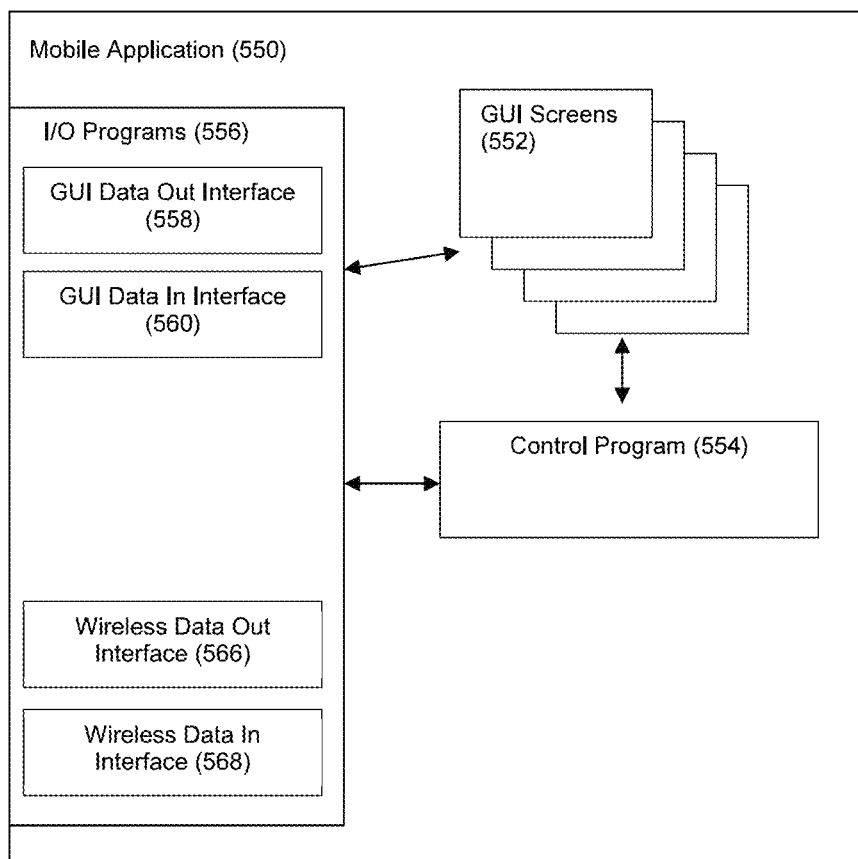 Mobile Application (550)
I/O Programs (556)
GUI Data Out Interface
(558)
GUI Data In Interface
(560)
Wireless Data Out
Interface (566)
Wireless Data In
Interface (568)
GUI Screens
(552)
Control Program (554)